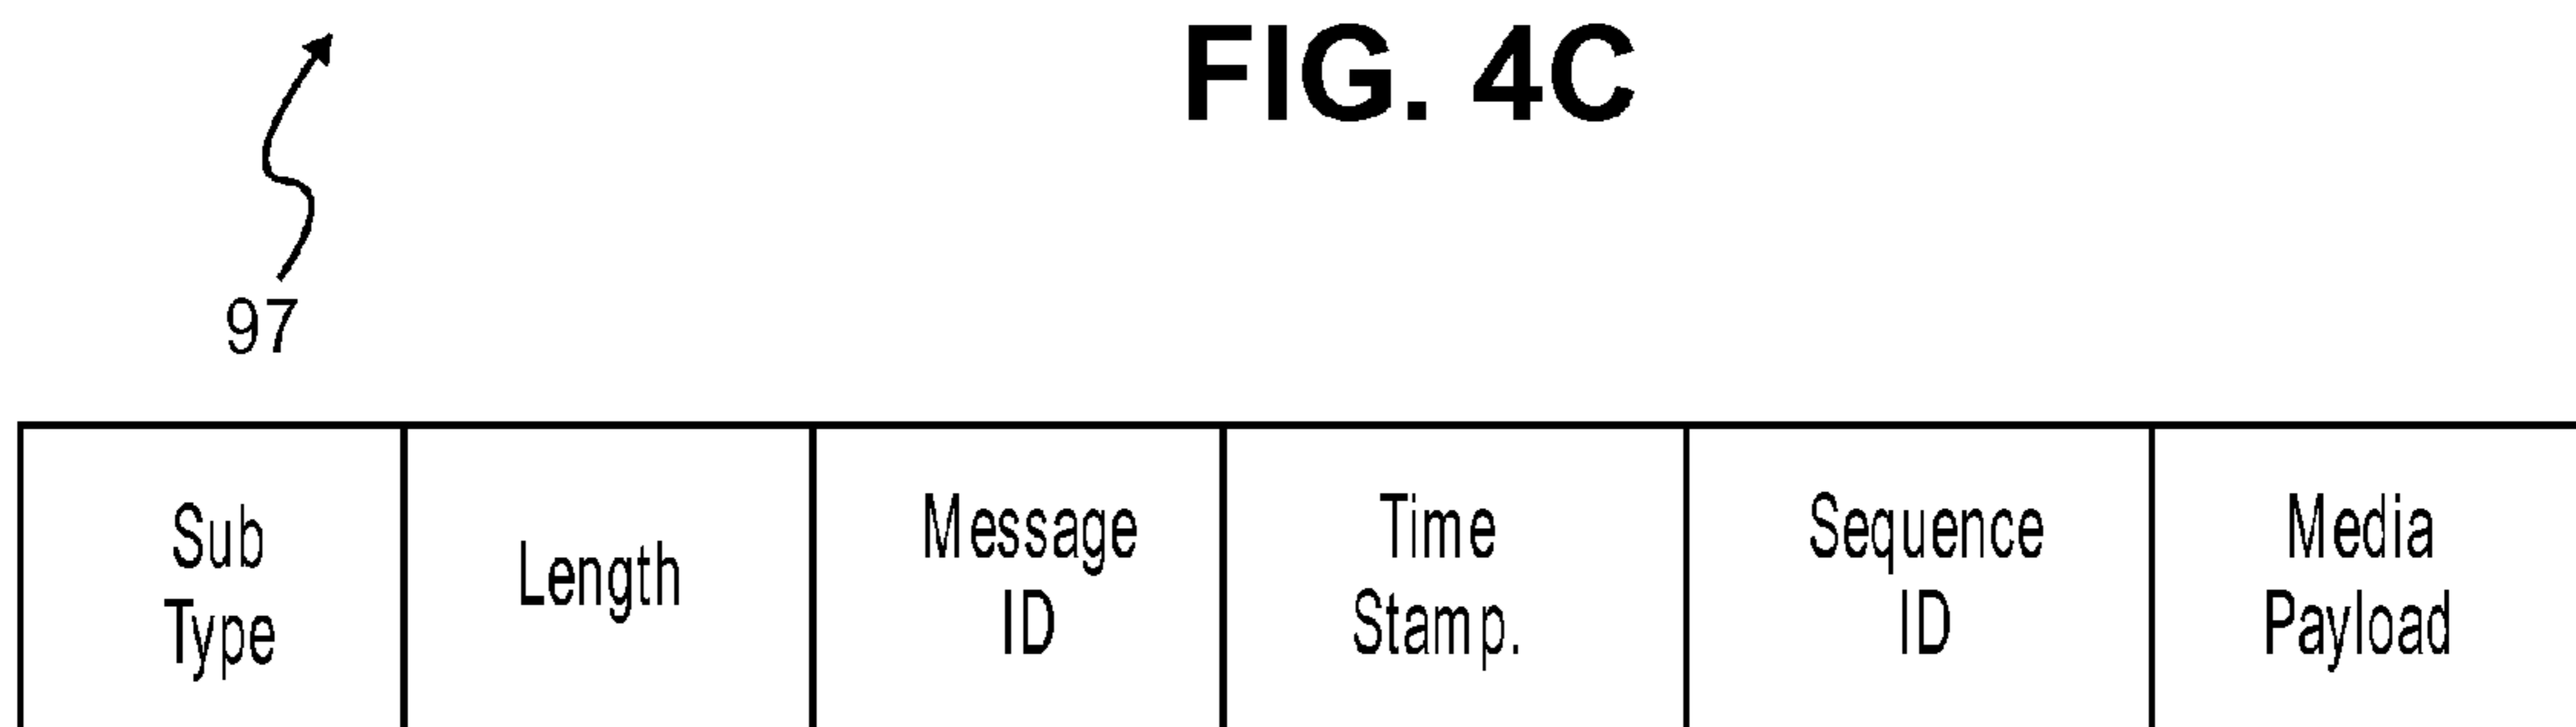 FIG. 4C
97
Sub
Type
Length
Message
ID
Time
Stamp.
Sequence
ID
Media
Payload